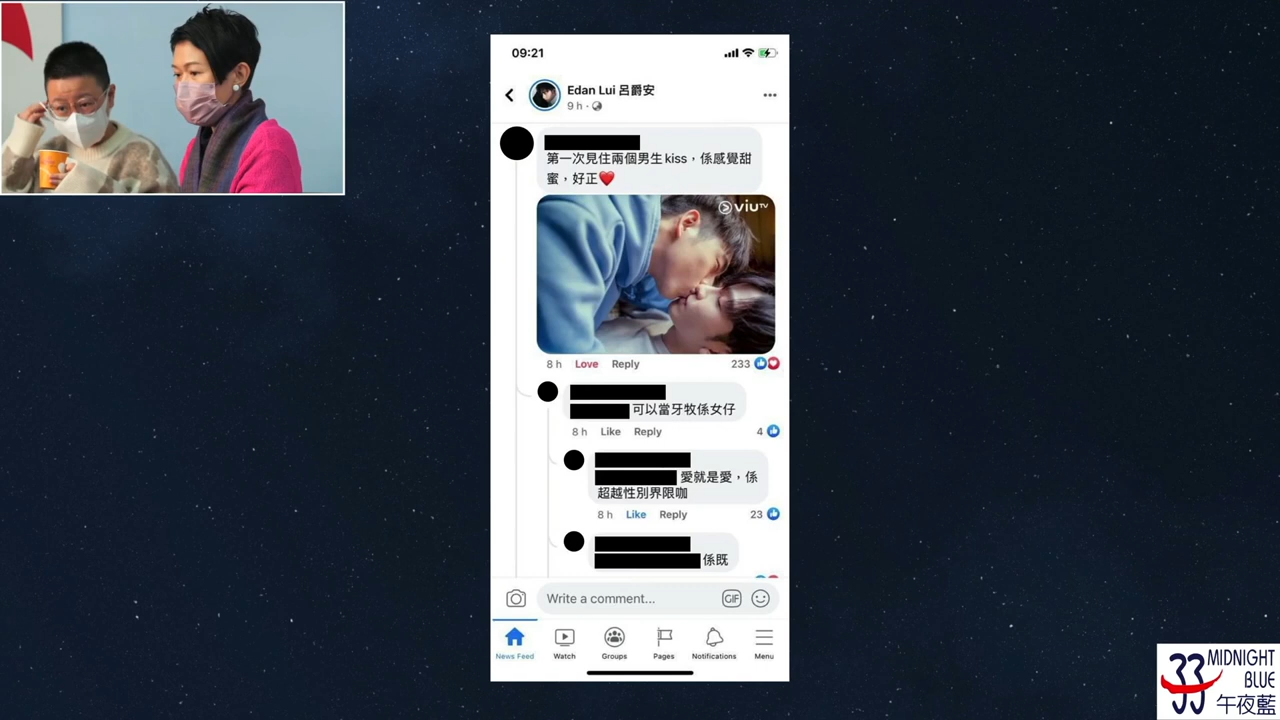 09:21
Edan Lui 呂爵安
9 h ·
第一次見住兩個男生kiss，係感覺甜
蜜，好正❤️
VIUTV
8 h Love Reply 233
可以當牙牧係女仔
8 h Like Reply 4
愛就是愛，係
超越性別界限咖
8 h Like Reply 23
係既
Write a comment...
GIF
News Feed Watch Groups Pages Notifications Menu
33 MIDNIGHT
BLUE
午夜藍